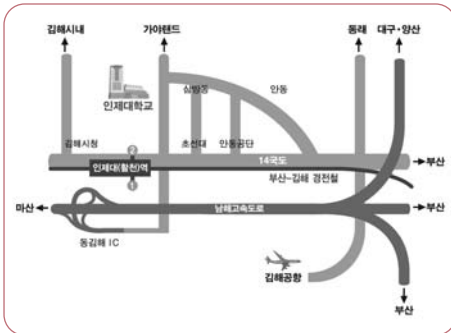 김해시내
가야랜드
동래
대구·양산
인제대학교
삼방동
안동
김해시청
초선대
안동공단
2
14국도
인제대(활천)역
부산
부산-김해 경전철
1
마산
남해고속도로
부산
동김해 IC
김해공항
부산